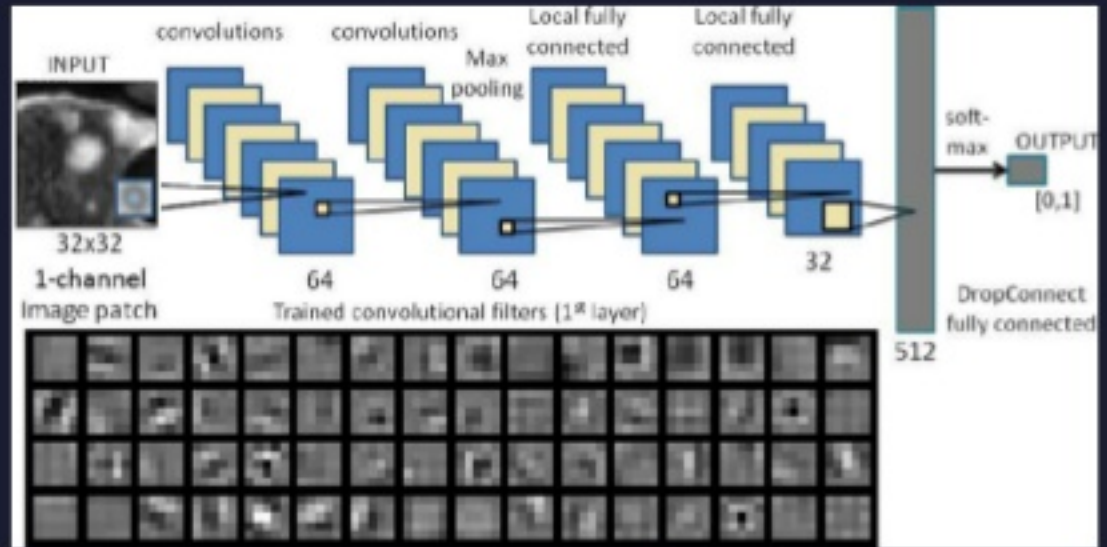 INPUT
convolutions
convolutions
Max
pooling
Local fully
connected
Local fully
connected
soft-
max
OUTPUT
[0,1]
32x32
1-channel
Image patch
64
64
64
32
512
DropConnect
fully connected
Trained convolutional filters (1st layer)